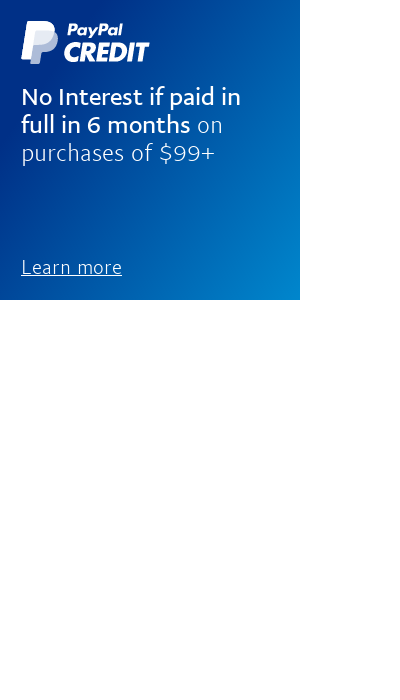 PayPal
CREDIT
No Interest if paid in
full in 6 months on
purchases of $99+
Learn more